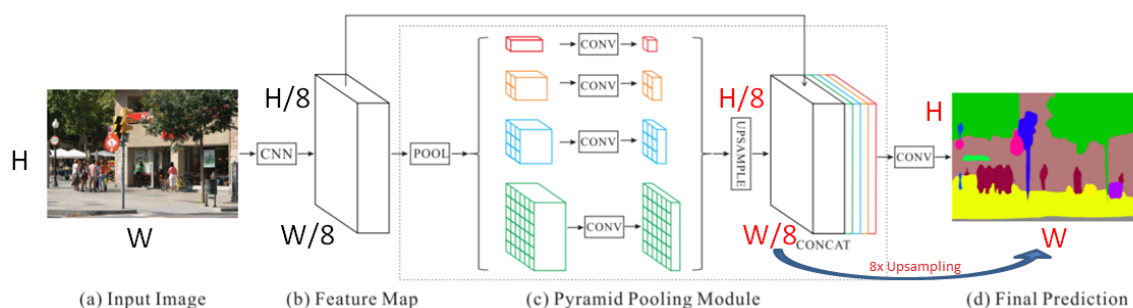 H
W
CNN
H/8
W/8
POOL
CONV
CONV
CONV
CONV
H/8
UPSAMPLE
W/8
CONCAT
CONV
H
W
8x Upsampling
(a) Input Image
(b) Feature Map
(c) Pyramid Pooling Module
(d) Final Prediction